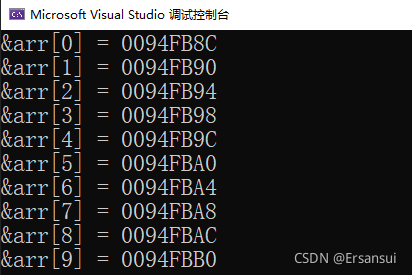 Microsoft Visual Studio 调试控制台
&arr[0] = 0094FB8C
&arr[1] = 0094FB90
&arr[2] = 0094FB94
&arr[3] = 0094FB98
&arr[4] = 0094FB9C
&arr[5] = 0094FBA0
&arr[6] = 0094FBA4
&arr[7] = 0094FBA8
&arr[8] = 0094FBAC
&arr[9] = 0094FBB0
CSDN @Ersansui